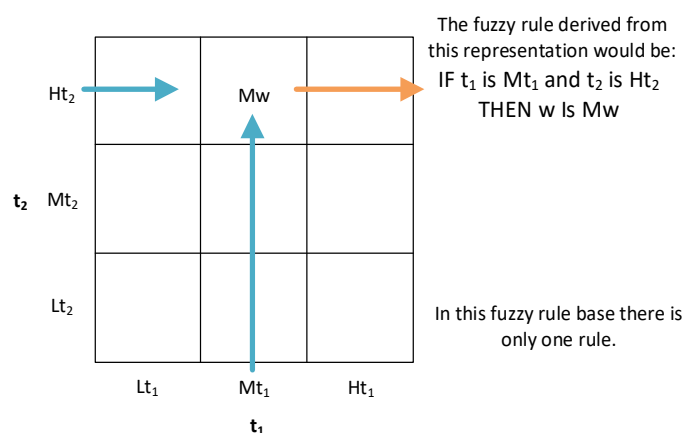 The fuzzy rule derived from
this representation would be:
IF t₁ is Mt₁ and t₂ is Ht₂
THEN w Is Mw
Ht₂
Mw
t₂
Mt₂
Lt₂
In this fuzzy rule base there is
only one rule.
Lt₁
Mt₁
Ht₁
t₁